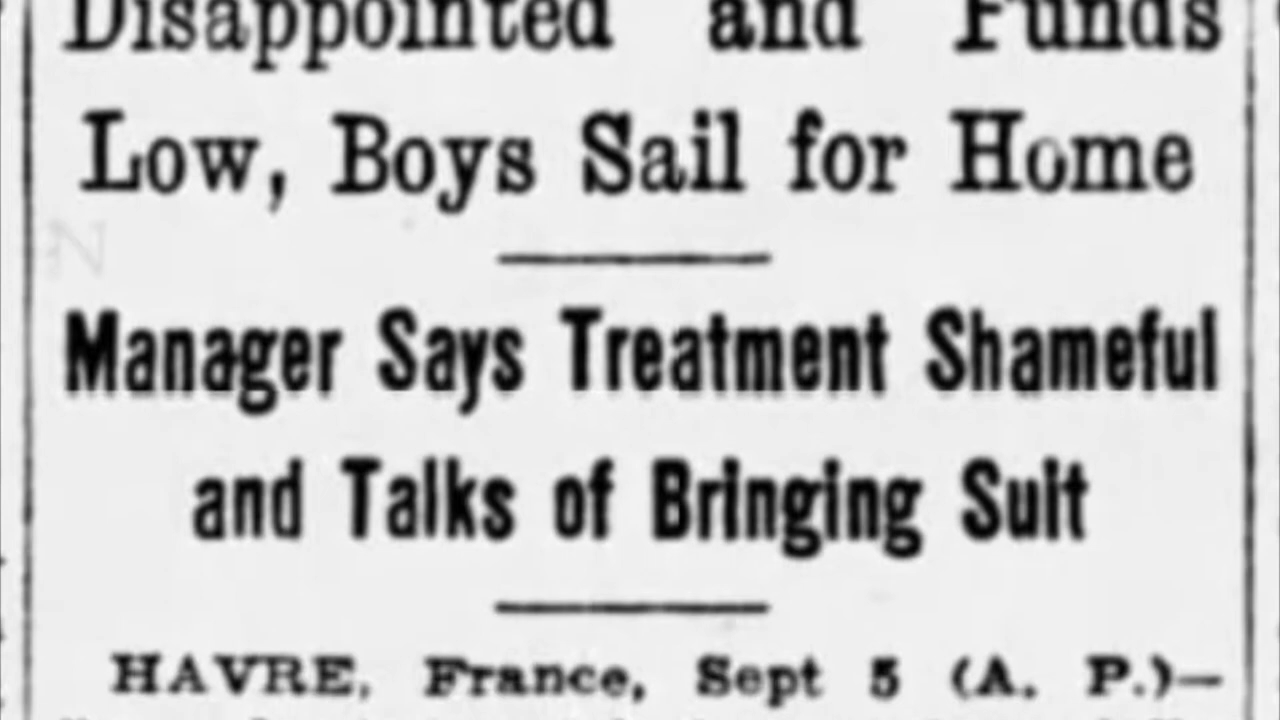 Disappointed and Funds
Low, Boys Sail for Home
Manager Says Treatment Shameful
and Talks of Bringing Suit
HAVRE, France, Sept 5 (A. P.)—